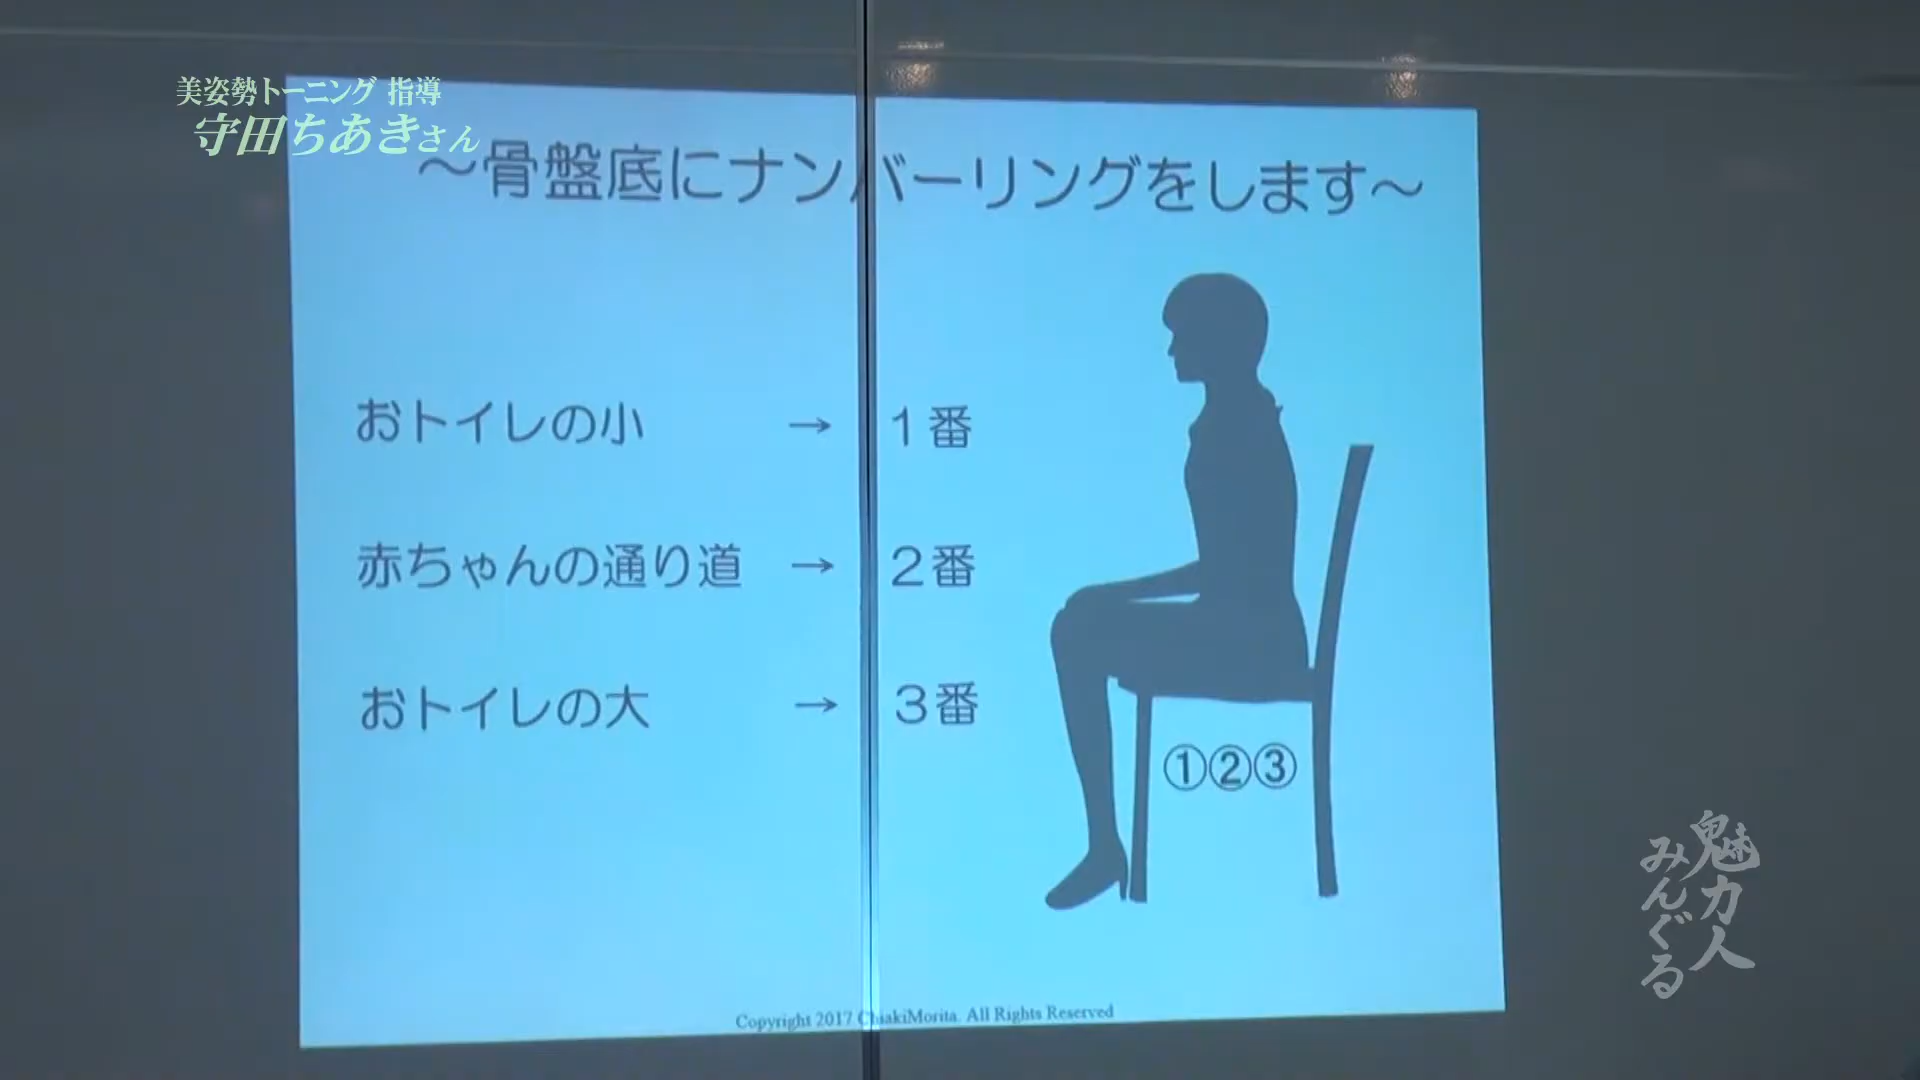 美姿勢トーニング 指導
守田ちあきさん
～骨盤底にナンバーリングをします～
おトイレの小 → １番
赤ちゃんの通り道 → ２番
おトイレの大 → ３番
①②③
Copyright 2017 ChiakiMorita. All Rights Reserved
魅力人
みんぐる